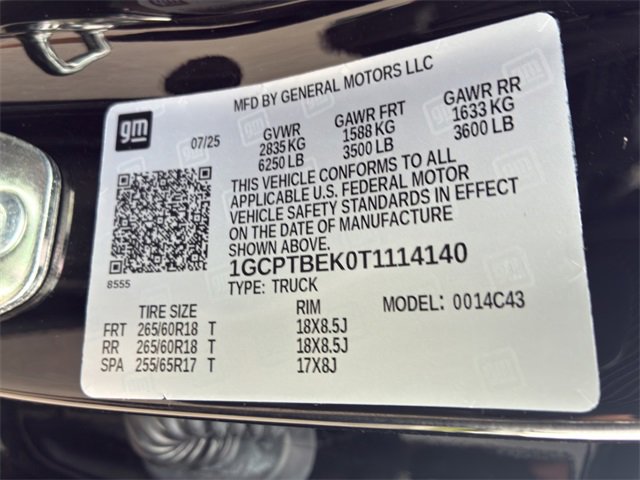 MFD BY GENERAL MOTORS LLC
gm
07/25
GVWR GAWR FRT GAWR RR
2835 KG 1588 KG 1633 KG
6250 LB 3500 LB 3600 LB
THIS VEHICLE CONFORMS TO ALL
APPLICABLE U.S. FEDERAL MOTOR
VEHICLE SAFETY STANDARDS IN EFFECT
ON THE DATE OF MANUFACTURE
SHOWN ABOVE.
1GCPTBEK0T1114140
8555
TYPE: TRUCK
TIRE SIZE RIM MODEL: 0014C43
FRT 265/60R18 T 18X8.5J
RR 265/60R18 T 18X8.5J
SPA 255/65R17 T 17X8J